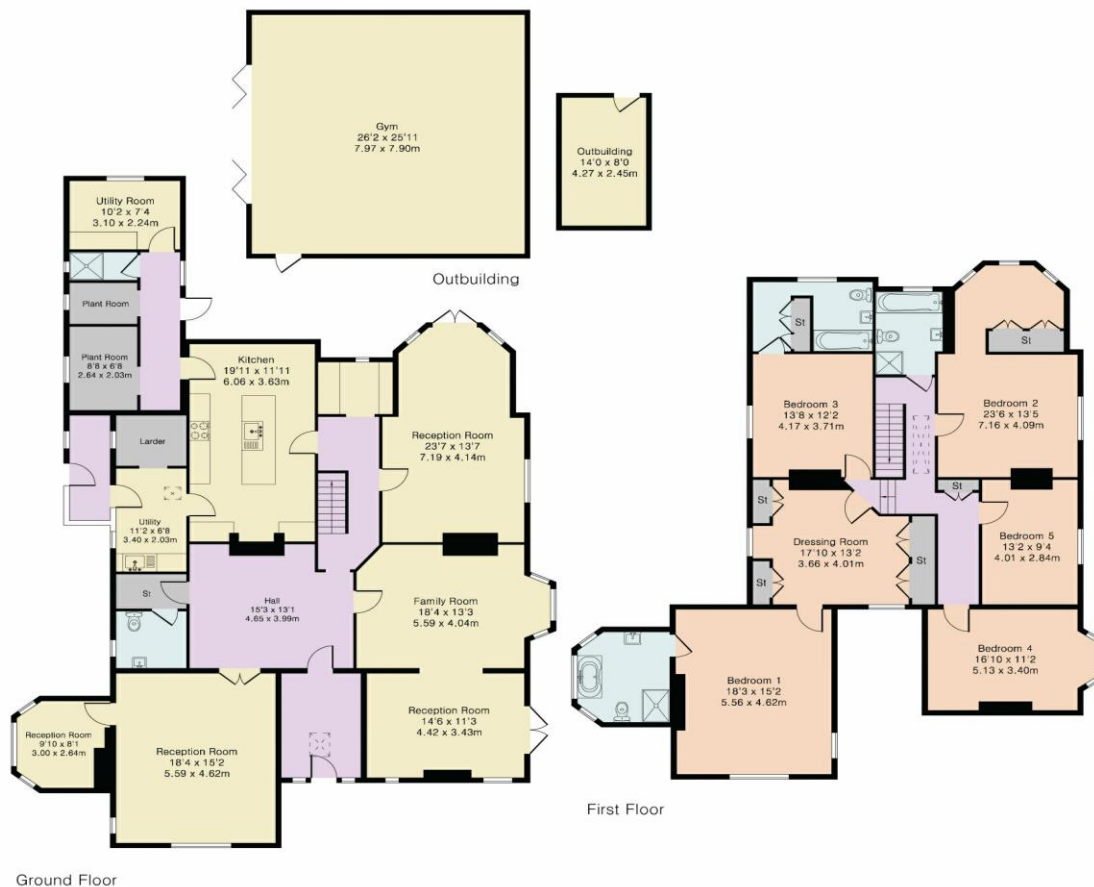 Gym
26'2 x 25'11
7.97 x 7.90m
Outbuilding
14'0 x 8'0
4.27 x 2.45m
Outbuilding
Utility Room
10'2 x 7'4
3.10 x 2.24m
Plant Room
Plant Room
8'8 x 6'8
2.64 x 2.03m
Kitchen
19'11 x 11'11
6.06 x 3.63m
Reception Room
23'7 x 13'7
7.19 x 4.14m
Larder
Utility
11'2 x 6'8
3.40 x 2.03m
St
Hall
15'3 x 13'1
4.65 x 3.99m
Family Room
18'4 x 13'3
5.59 x 4.04m
Reception Room
9'10 x 8'1
3.00 x 2.64m
Reception Room
18'4 x 15'2
5.59 x 4.62m
Reception Room
14'6 x 11'3
4.42 x 3.43m
Ground Floor
St
St
Bedroom 3
13'8 x 12'2
4.17 x 3.71m
Bedroom 2
23'6 x 13'5
7.16 x 4.09m
St
St
St
St
Dressing Room
17'10 x 13'2
3.66 x 4.01m
Bedroom 5
13'2 x 9'4
4.01 x 2.84m
Bedroom 1
18'3 x 15'2
5.56 x 4.62m
Bedroom 4
16'10 x 11'2
5.13 x 3.40m
First Floor